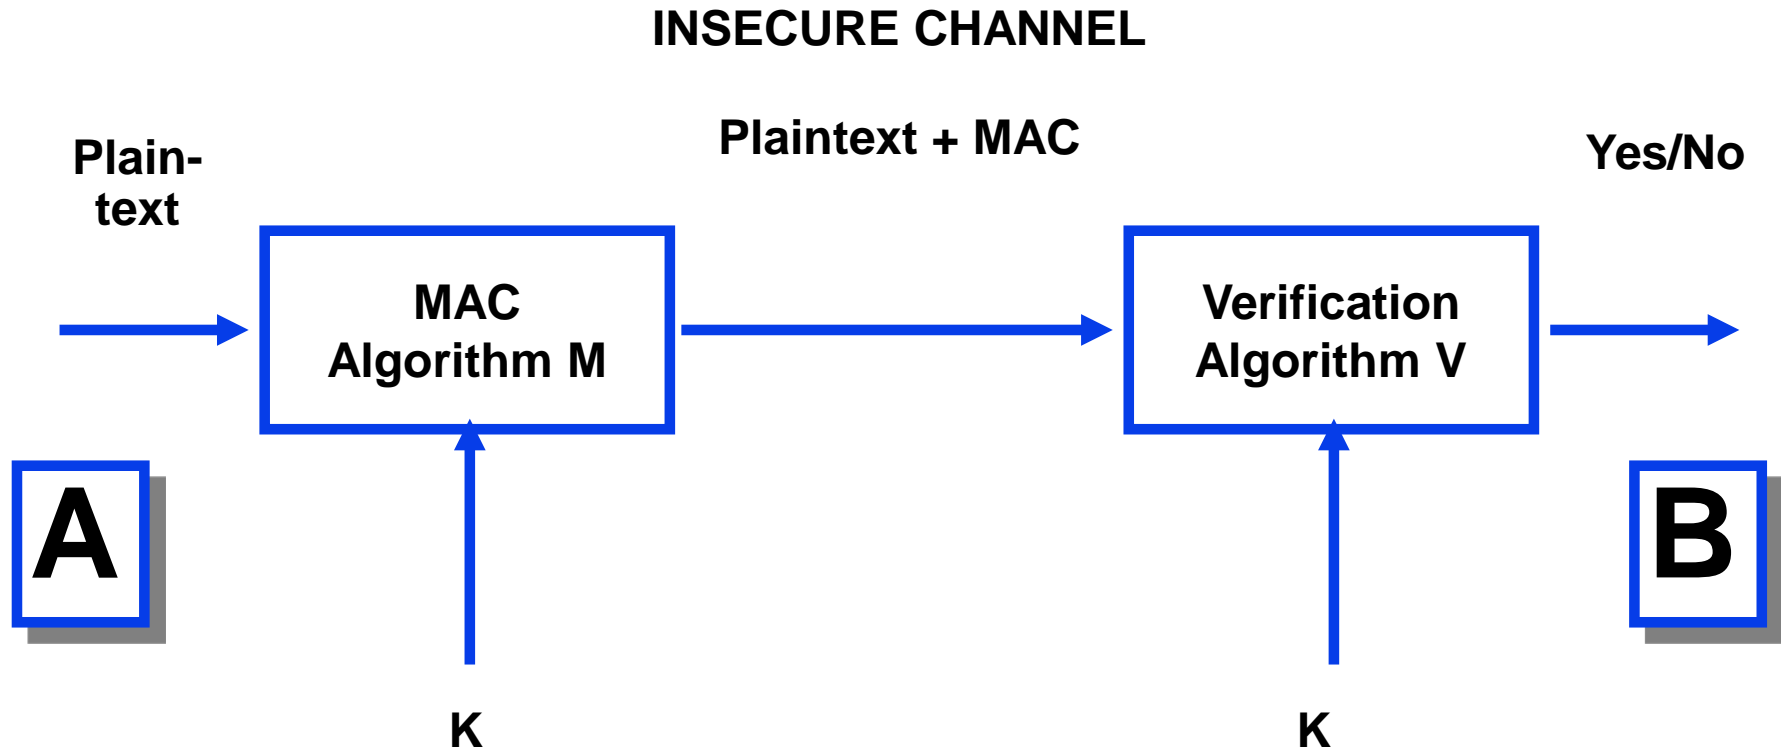 INSECURE CHANNEL
Plaintext + MAC
Plain-
text
Yes/No
MAC
Algorithm M
Verification
Algorithm V
A
B
K
K